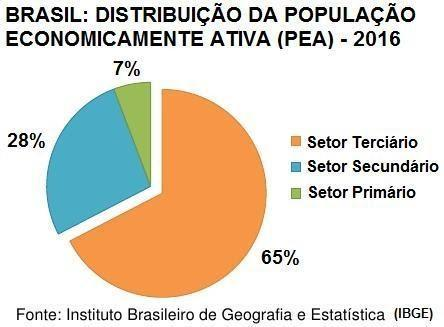 BRASIL: DISTRIBUIÇÃO DA POPULAÇÃO
ECONOMICAMENTE ATIVA (PEA) - 2016
7%
28%
Setor Terciário
Setor Secundário
Setor Primário
65%
Fonte: Instituto Brasileiro de Geografia e Estatística (IBGE)